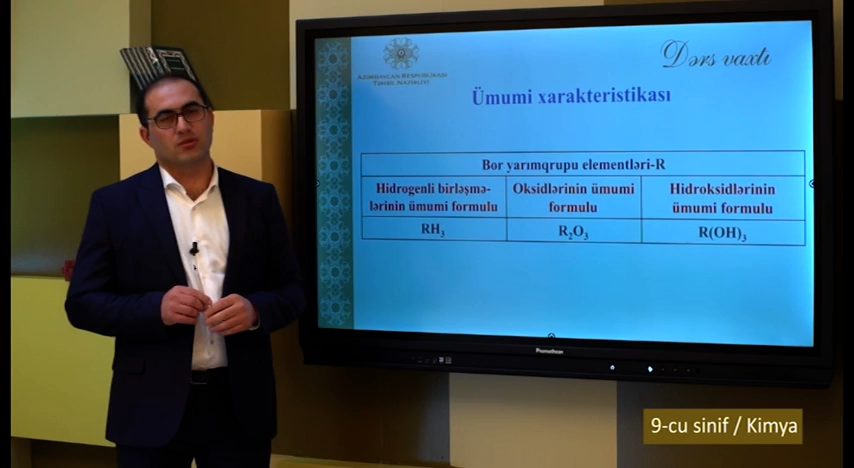 Dərs vaxtı
AZƏRBAYCAN RESPUBLİKASI
TƏHSİL NAZİRLİYİ
Ümumi xarakteristikası
Bor yarımqrupu elementləri-R
Hidrogenli birləşmə-
lərinin ümumi formulu
Oksidlərinin ümumi
formulu
Hidroksidlərinin
ümumi formulu
RH₃
R₂O₃
R(OH)₃
Promethean
9-cu sinif / Kimya